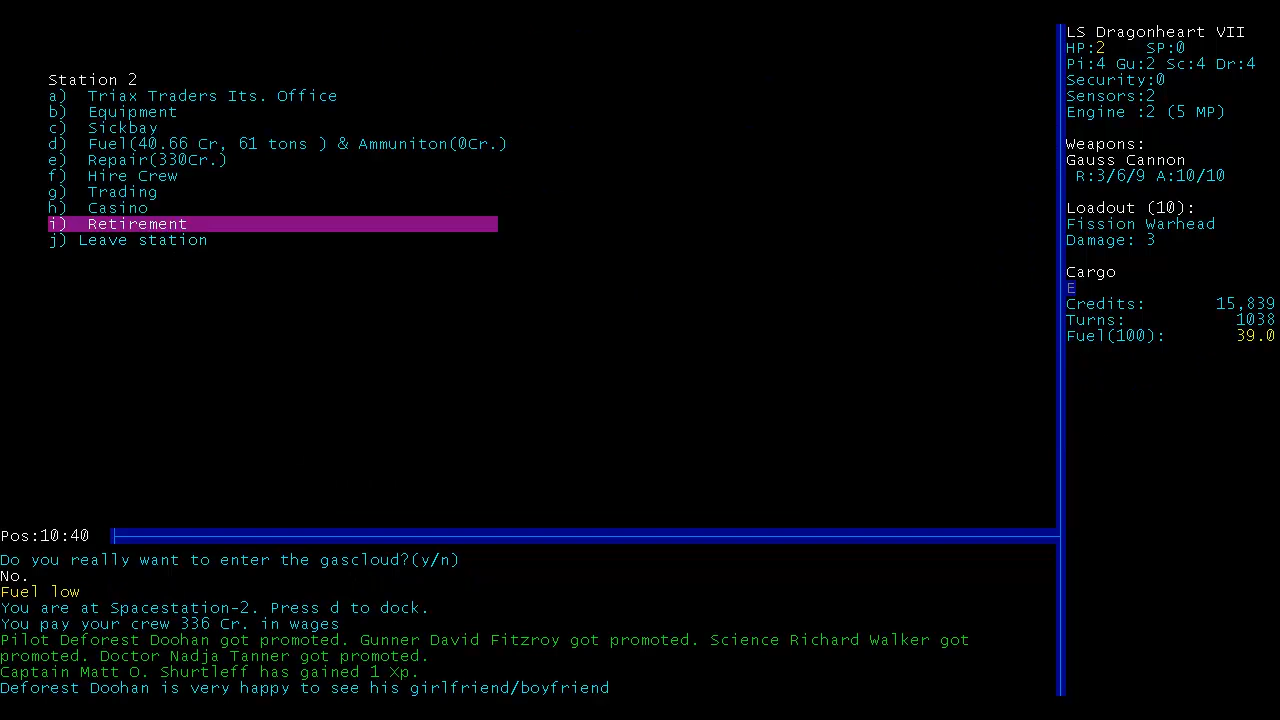 Station 2
a)  Triax Traders Its. Office
b)  Equipment
c)  Sickbay
d)  Fuel(40.66 Cr, 61 tons ) & Ammuniton(0Cr.)
e)  Repair(330Cr.)
f)  Hire Crew
g)  Trading
h)  Casino
i)  Retirement
j) Leave station
Pos:10:40
Do you really want to enter the gascloud?(y/n)
No.
Fuel low
You are at Spacestation-2. Press d to dock.
You pay your crew 336 Cr. in wages
Pilot Deforest Doohan got promoted. Gunner David Fitzroy got promoted. Science Richard Walker got
promoted. Doctor Nadja Tanner got promoted.
Captain Matt O. Shurtleff has gained 1 Xp.
Deforest Doohan is very happy to see his girlfriend/boyfriend
LS Dragonheart VII
HP:2    SP:0
Pi:4 Gu:2 Sc:4 Dr:4
Security:0
Sensors:2
Engine :2 (5 MP)
Weapons:
Gauss Cannon
R:3/6/9 A:10/10
Loadout (10):
Fission Warhead
Damage: 3
Cargo
E
Credits: 15,839
Turns: 1038
Fuel(100): 39.0